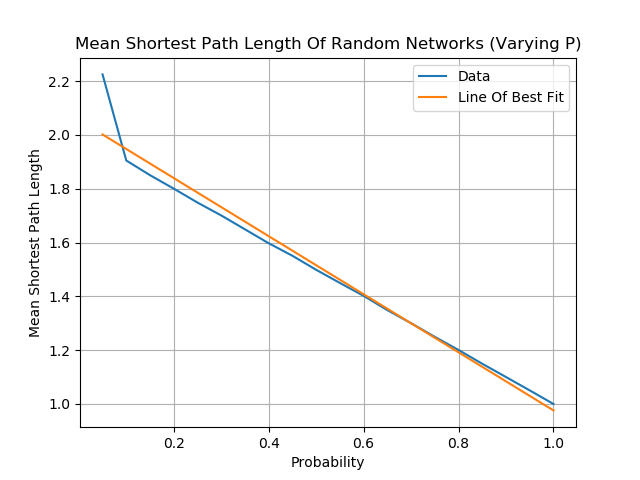 Mean Shortest Path Length Of Random Networks (Varying P)
Data
Line Of Best Fit
Mean Shortest Path Length
2.2
2.0
1.8
1.6
1.4
1.2
1.0
0.2 0.4 0.6 0.8 1.0
Probability